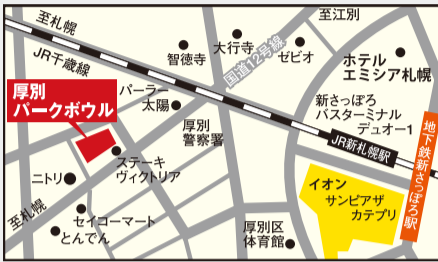 至札幌
至江別
JR千歳線
智徳寺
大行寺
国道12号線
ゼビオ
ホテル
エミシア札幌
厚別
パークボウル
パーラー
太陽
厚別
警察署
新さっぽろ
バスターミナル
デュオー1
JR新札幌駅
地下鉄新さっぽろ駅
ステーキ
ヴィクトリア
ニトリ
至札幌
セイコーマート
とんでん
厚別区
体育館
イオン
サンピアザ
カテプリ